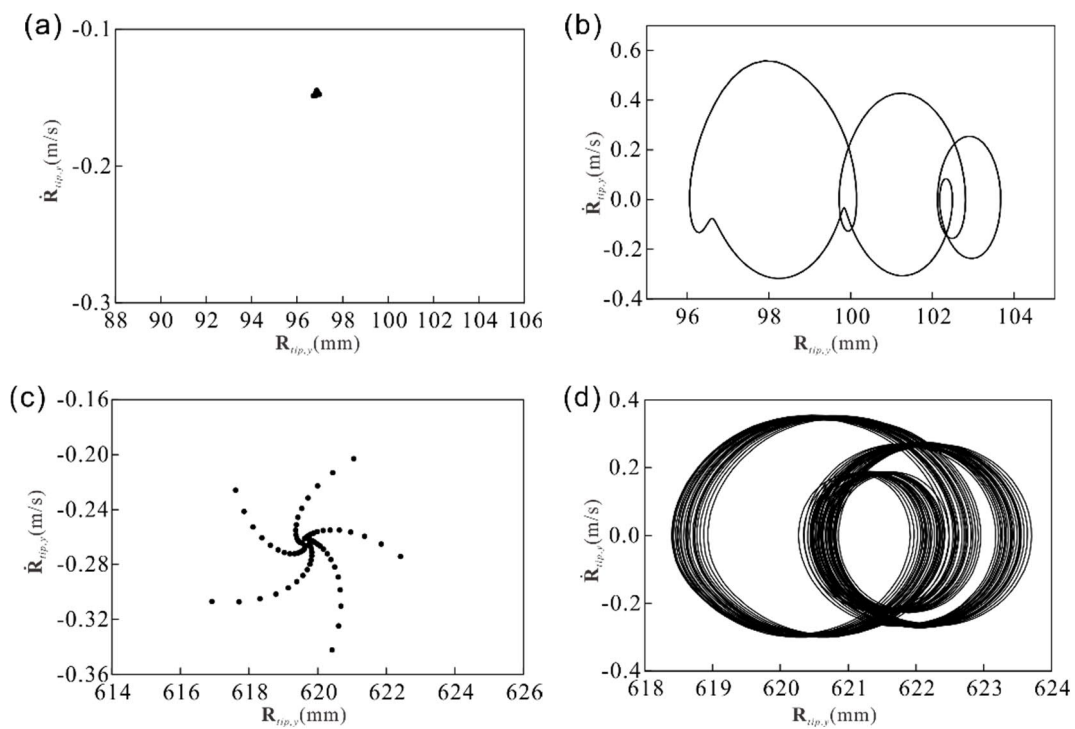 (a)
-0.1
-0.2
-0.3
Ṙtip,y(m/s)
88 90 92 94 96 98 100 102 104 106
Rtip,y(mm)
(b)
0.6
0.4
0.2
0.0
-0.2
-0.4
Ṙtip,y(m/s)
96 98 100 102 104
Rtip,y(mm)
(c)
-0.16
-0.20
-0.24
-0.28
-0.32
-0.36
Ṙtip,y(m/s)
614 616 618 620 622 624 626
Rtip,y(mm)
(d)
0.4
0.2
0.0
-0.2
-0.4
Ṙtip,y(m/s)
618 619 620 621 622 623 624
Rtip,y(mm)